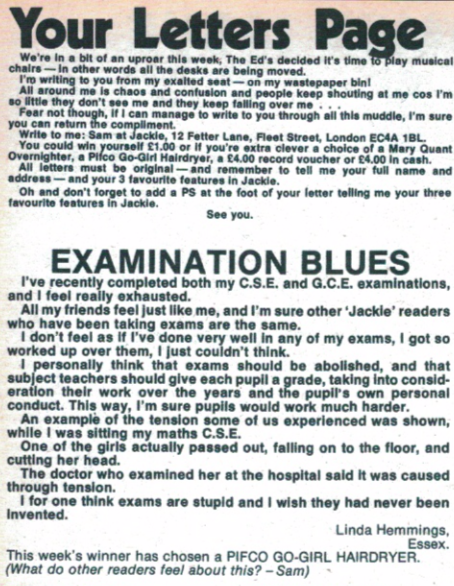 Your Letters Page
We're in a bit of an uproar this week, The Ed's decided it's time to play musical
chairs — in other words all the desks are being moved.
I'm writing to you from my exalted seat — on my wastepaper bin!
All around me is chaos and confusion and people keep shouting at me cos I'm
so little they don't see me and they keep falling over me . . .
Fear not though, if I can manage to write to you through all this muddle, I'm sure
you can return the compliment.
Write to me: Sam at Jackie, 12 Fetter Lane, Fleet Street, London EC4A 1BL.
You could win yourself £1.00 or if you're extra clever a choice of a Mary Quant
Overnighter, a Pifco Go-Girl Hairdryer, a £4.00 record voucher or £4.00 in cash.
All letters must be original — and remember to tell me your full name and
address — and your 3 favourite features in Jackie.
Oh and don't forget to add a PS at the foot of your letter telling me your three
favourite features in Jackie.
See you.
EXAMINATION BLUES
I've recently completed both my C.S.E. and G.C.E. examinations,
and I feel really exhausted.
All my friends feel just like me, and I'm sure other 'Jackie' readers
who have been taking exams are the same.
I don't feel as if I've done very well in any of my exams, I got so
worked up over them, I just couldn't think.
I personally think that exams should be abolished, and that
subject teachers should give each pupil a grade, taking into consid-
eration their work over the years and the pupil's own personal
conduct. This way, I'm sure pupils would work much harder.
An example of the tension some of us experienced was shown,
while I was sitting my maths C.S.E.
One of the girls actually passed out, falling on to the floor, and
cutting her head.
The doctor who examined her at the hospital said it was caused
through tension.
I for one think exams are stupid and I wish they had never been
invented.
Linda Hemmings,
Essex.
This week's winner has chosen a PIFCO GO-GIRL HAIRDRYER.
(What do other readers feel about this? – Sam)